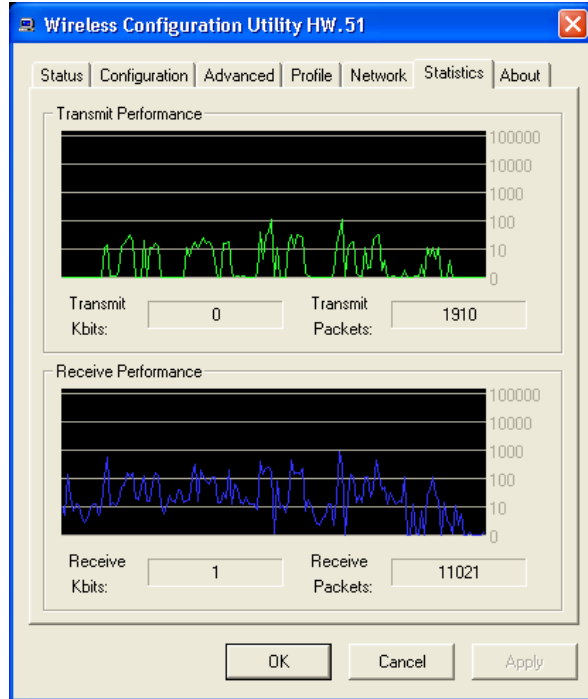 Wireless Configuration Utility HW.51
Status Configuration Advanced Profile Network Statistics About
Transmit Performance
100000
10000
1000
100
10
0
Transmit Kbits: 0 Transmit Packets: 1910
Receive Performance
100000
10000
1000
100
10
0
Receive Kbits: 1 Receive Packets: 11021
OK Cancel Apply